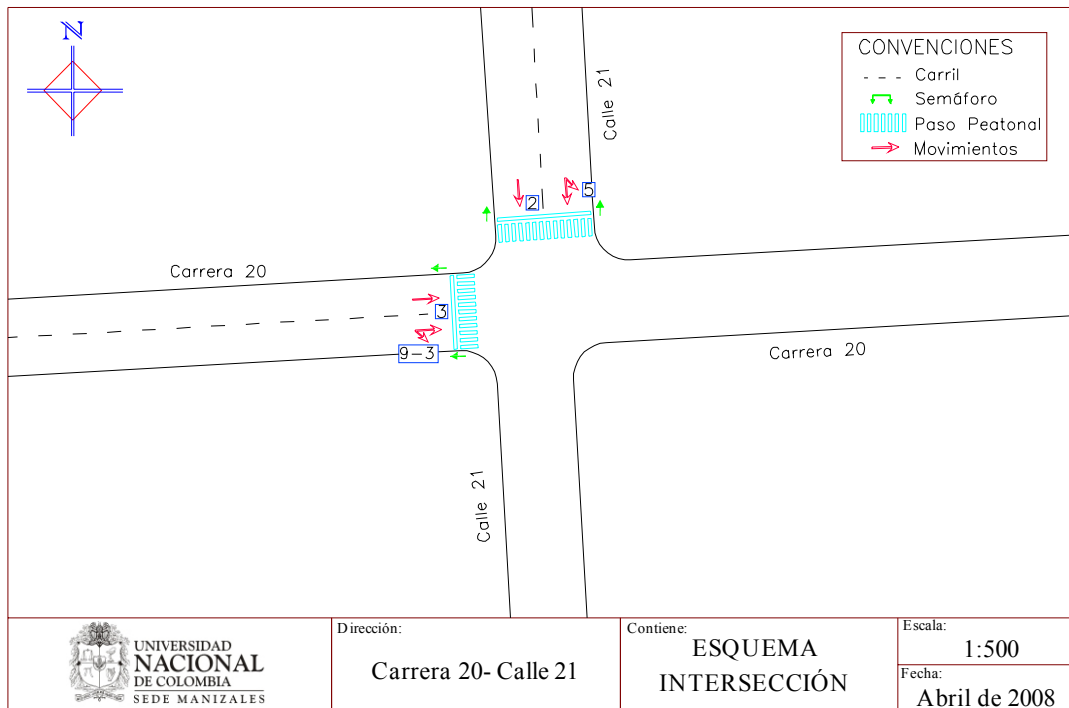 N
CONVENCIONES
Carril
Semáforo
Paso Peatonal
Movimientos
Calle 21
5
2
Carrera 20
3
9-3
Carrera 20
Calle 21
UNIVERSIDAD
NACIONAL
DE COLOMBIA
SEDE MANIZALES
Dirección:
Carrera 20- Calle 21
Contiene:
ESQUEMA
INTERSECCIÓN
Escala:
1:500
Fecha:
Abril de 2008